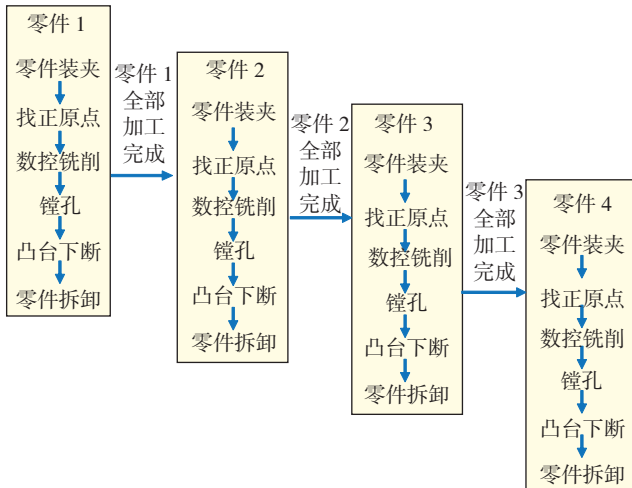 零件 1
零件装夹
找正原点
数控铣削
镗孔
凸台下断
零件拆卸
零件 1
全部
加工
完成
零件 2
零件装夹
找正原点
数控铣削
镗孔
凸台下断
零件拆卸
零件 2
全部
加工
完成
零件 3
零件装夹
找正原点
数控铣削
镗孔
凸台下断
零件拆卸
零件 3
全部
加工
完成
零件 4
零件装夹
找正原点
数控铣削
镗孔
凸台下断
零件拆卸